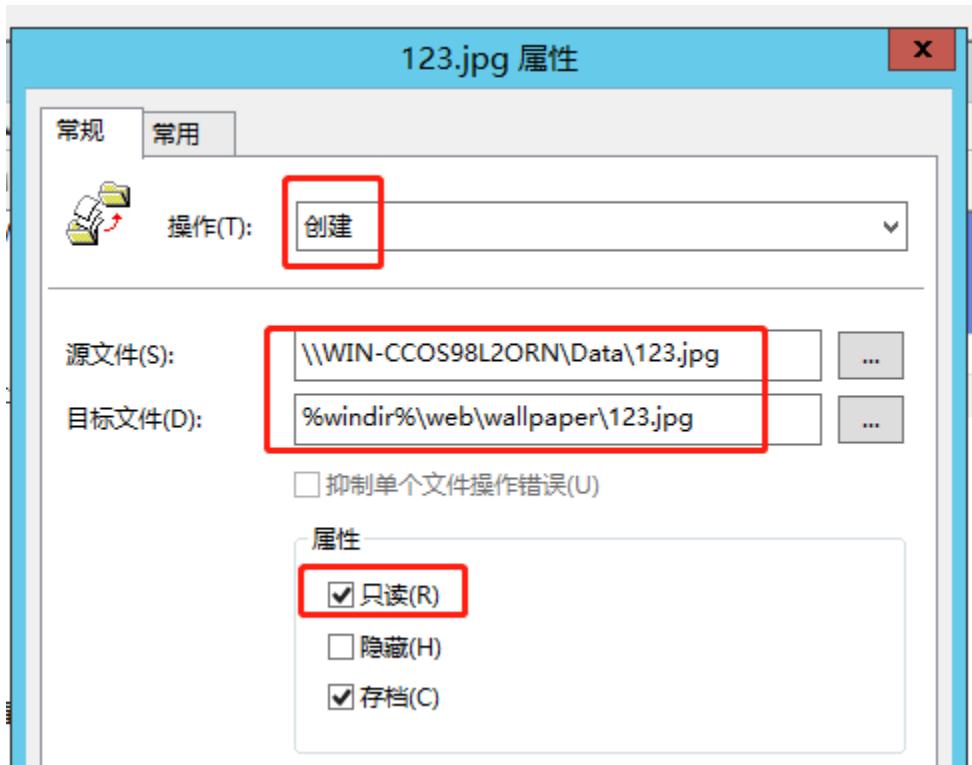 123.jpg 属性
x
常规 常用
操作(T): 创建
源文件(S): \\WIN-CCOS98L2ORN\Data\123.jpg ...
目标文件(D): %windir%\web\wallpaper\123.jpg ...
抑制单个文件操作错误(U)
属性
只读(R)
隐藏(H)
存档(C)